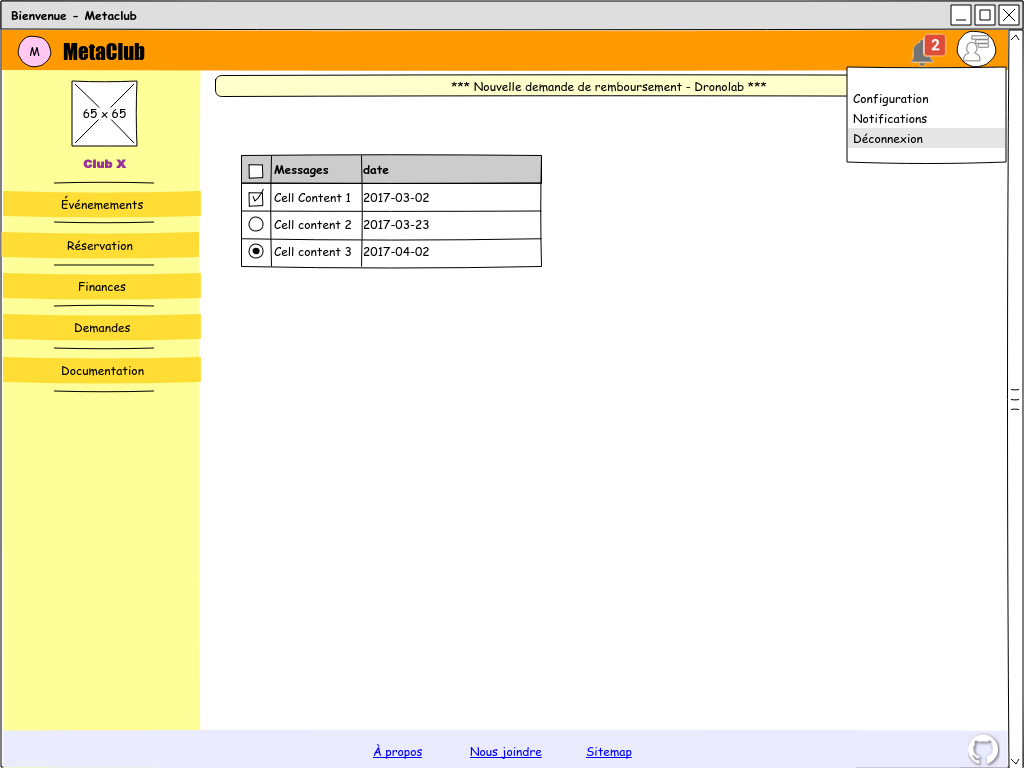 Bienvenue - Metaclub
M
MetaClub
2
*** Nouvelle demande de remboursement - Dronolab ***
Configuration
Notifications
Déconnexion
65 x 65
Club X
Événemements
Réservation
Finances
Demandes
Documentation
Messages date
Cell Content 1 2017-03-02
Cell content 2 2017-03-23
Cell content 3 2017-04-02
À propos Nous joindre Sitemap